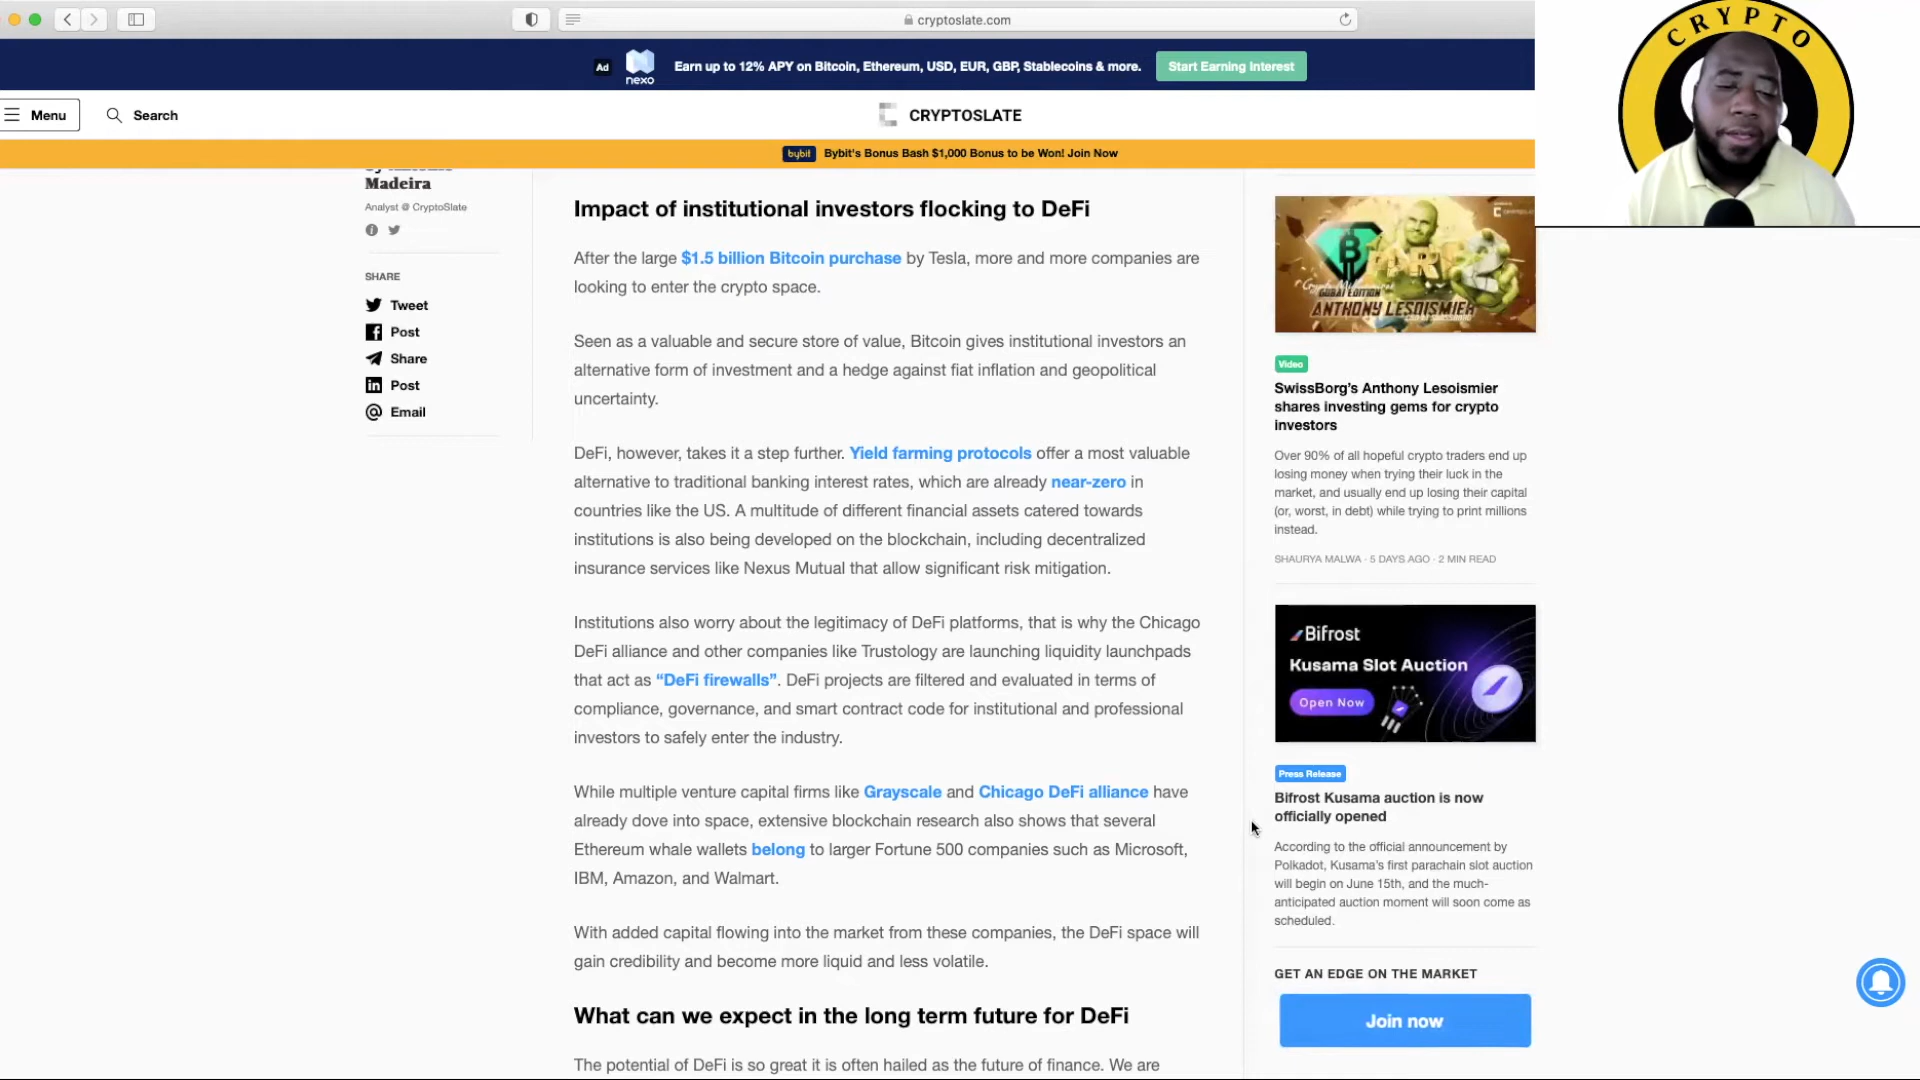 cryptoslate.com
Ad
nexo
Earn up to 12% APY on Bitcoin, Ethereum, USD, EUR, GBP, Stablecoins & more.
Start Earning Interest
CRYPTO
Menu
Search
CRYPTOSLATE
bybit
Bybit's Bonus Bash $1,000 Bonus to be Won! Join Now
Madeira
Analyst @ CryptoSlate
SHARE
Tweet
Post
Share
Post
Email
Impact of institutional investors flocking to DeFi
After the large $1.5 billion Bitcoin purchase by Tesla, more and more companies are
looking to enter the crypto space.
Seen as a valuable and secure store of value, Bitcoin gives institutional investors an
alternative form of investment and a hedge against fiat inflation and geopolitical
uncertainty.
DeFi, however, takes it a step further. Yield farming protocols offer a most valuable
alternative to traditional banking interest rates, which are already near-zero in
countries like the US. A multitude of different financial assets catered towards
institutions is also being developed on the blockchain, including decentralized
insurance services like Nexus Mutual that allow significant risk mitigation.
Institutions also worry about the legitimacy of DeFi platforms, that is why the Chicago
DeFi alliance and other companies like Trustology are launching liquidity launchpads
that act as “DeFi firewalls”. DeFi projects are filtered and evaluated in terms of
compliance, governance, and smart contract code for institutional and professional
investors to safely enter the industry.
While multiple venture capital firms like Grayscale and Chicago DeFi alliance have
already dove into space, extensive blockchain research also shows that several
Ethereum whale wallets belong to larger Fortune 500 companies such as Microsoft,
IBM, Amazon, and Walmart.
With added capital flowing into the market from these companies, the DeFi space will
gain credibility and become more liquid and less volatile.
What can we expect in the long term future for DeFi
The potential of DeFi is so great it is often hailed as the future of finance. We are
ANTHONY LESOISMIER
Video
SwissBorg's Anthony Lesoismier
shares investing gems for crypto
investors
Over 90% of all hopeful crypto traders end up
losing money when trying their luck in the
market, and usually end up losing their capital
(or, worst, in debt) while trying to print millions
instead.
SHAURYA MALWA · 5 DAYS AGO · 2 MIN READ
Bifrost
Kusama Slot Auction
Open Now
Press Release
Bifrost Kusama auction is now
officially opened
According to the official announcement by
Polkadot, Kusama's first parachain slot auction
will begin on June 15th, and the much-
anticipated auction moment will soon come as
scheduled.
GET AN EDGE ON THE MARKET
Join now